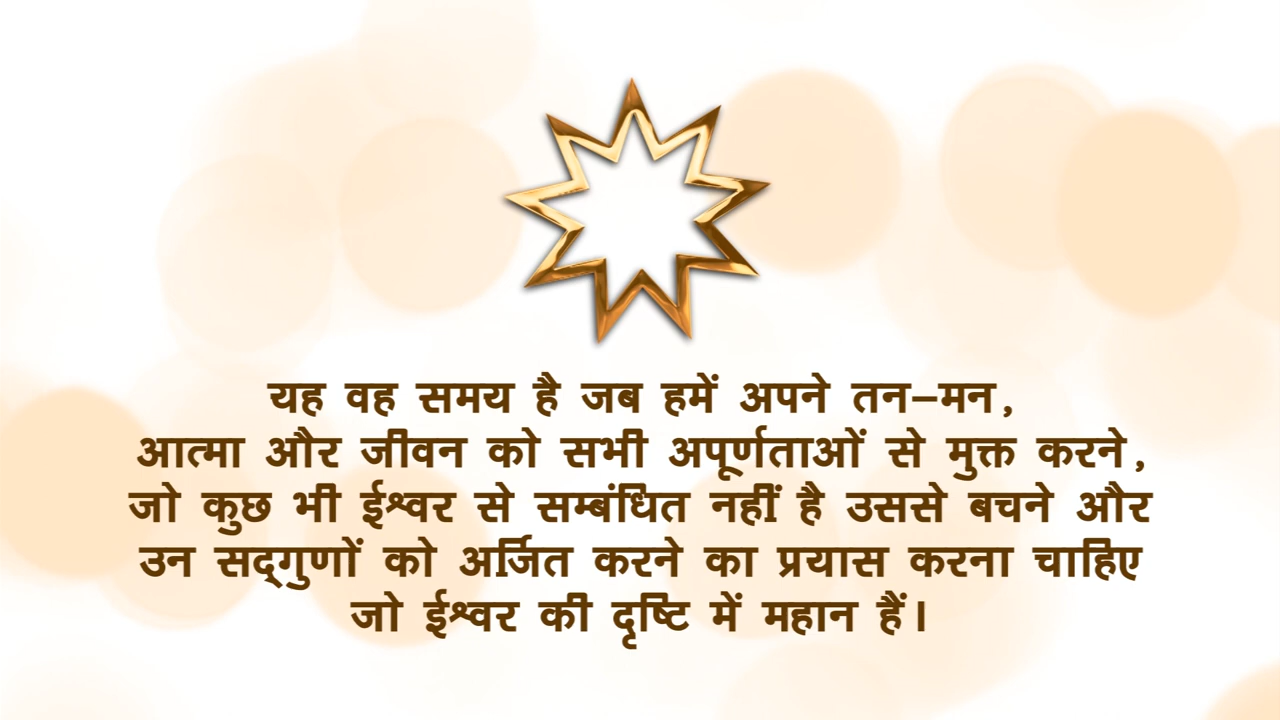 यह वह समय है जब हमें अपने तन–मन,
आत्मा और जीवन को सभी अपूर्णताओं से मुक्त करने,
जो कुछ भी ईश्वर से सम्बंधित नहीं है उससे बचने और
उन सद्‌गुणों को अर्जित करने का प्रयास करना चाहिए
जो ईश्वर की दृष्टि में महान हैं।